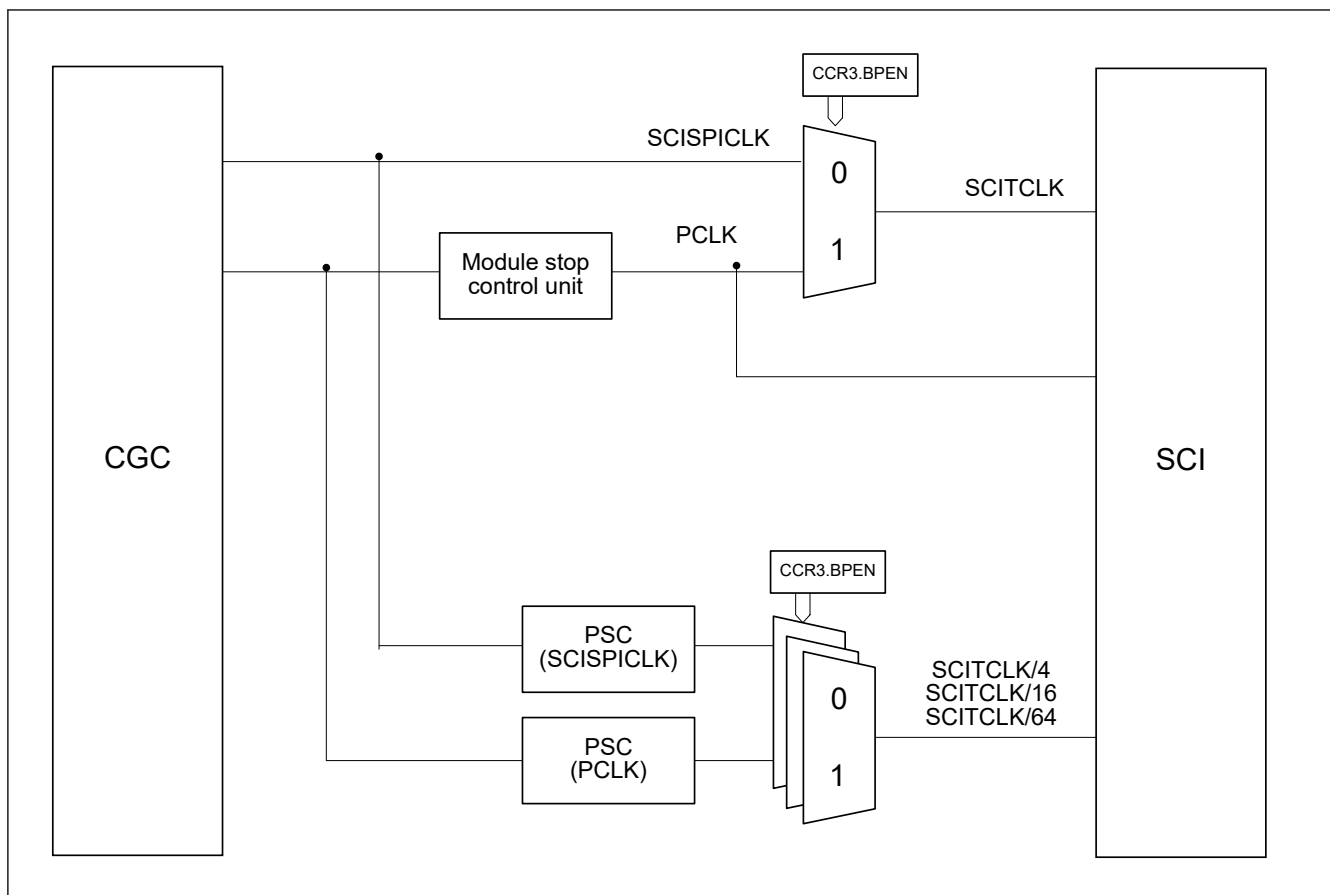 CCR3.BPEN
SCISPICLK
0
SCITCLK
PCLK
1
Module stop
control unit
CGC
SCI
CCR3.BPEN
PSC
(SCISPICLK)
0
SCITCLK/4
SCITCLK/16
SCITCLK/64
PSC
(PCLK)
1